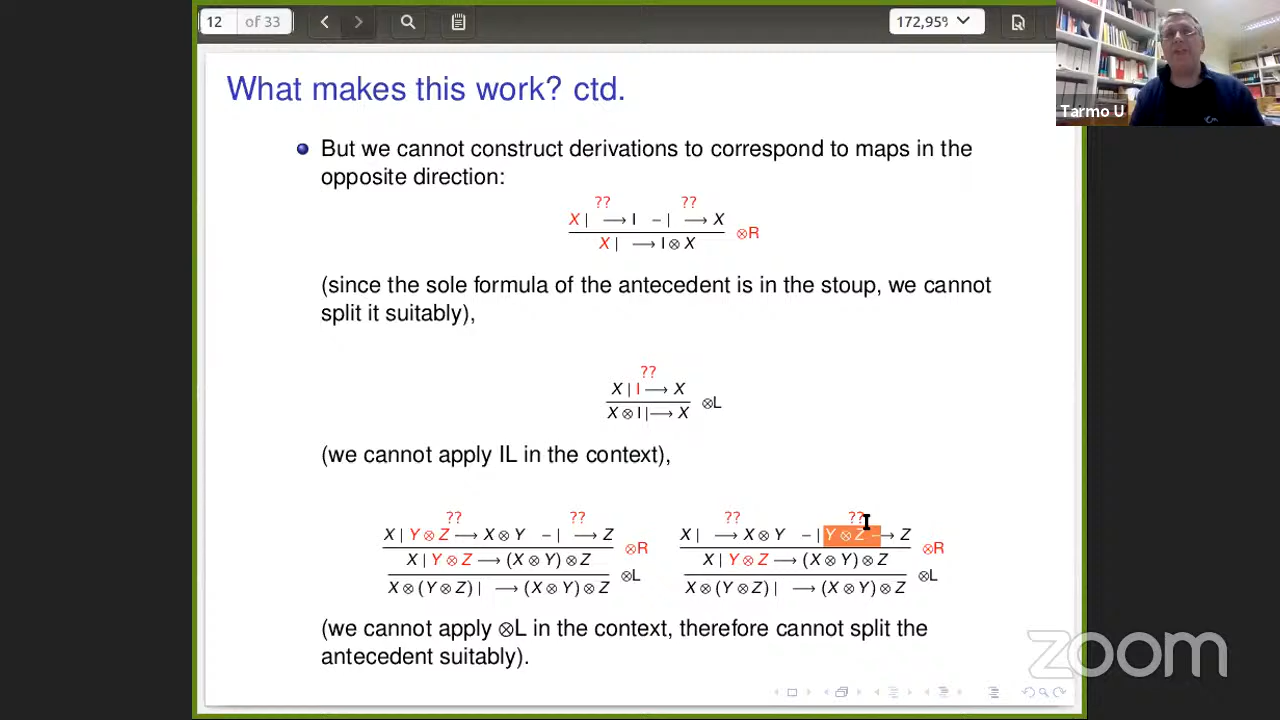 12 of 33 172,95%
Tarmo U
What makes this work? ctd.
But we cannot construct derivations to correspond to maps in the
opposite direction:
?? ??
X | ⟶ I − | ⟶ X
⊗R
X | ⟶ I ⊗ X
(since the sole formula of the antecedent is in the stoup, we cannot
split it suitably),
??
X | I ⟶ X
⊗L
X ⊗ I | ⟶ X
(we cannot apply IL in the context),
?? ?? ?? ??
X | Y ⊗ Z ⟶ X ⊗ Y − | ⟶ Z X | ⟶ X ⊗ Y − | Y ⊗ Z ⟶ Z
⊗R ⊗R
X | Y ⊗ Z ⟶ (X ⊗ Y) ⊗ Z X | Y ⊗ Z ⟶ (X ⊗ Y) ⊗ Z
⊗L ⊗L
X ⊗ (Y ⊗ Z) | ⟶ (X ⊗ Y) ⊗ Z X ⊗ (Y ⊗ Z) | ⟶ (X ⊗ Y) ⊗ Z
(we cannot apply ⊗L in the context, therefore cannot split the
antecedent suitably).
zoom